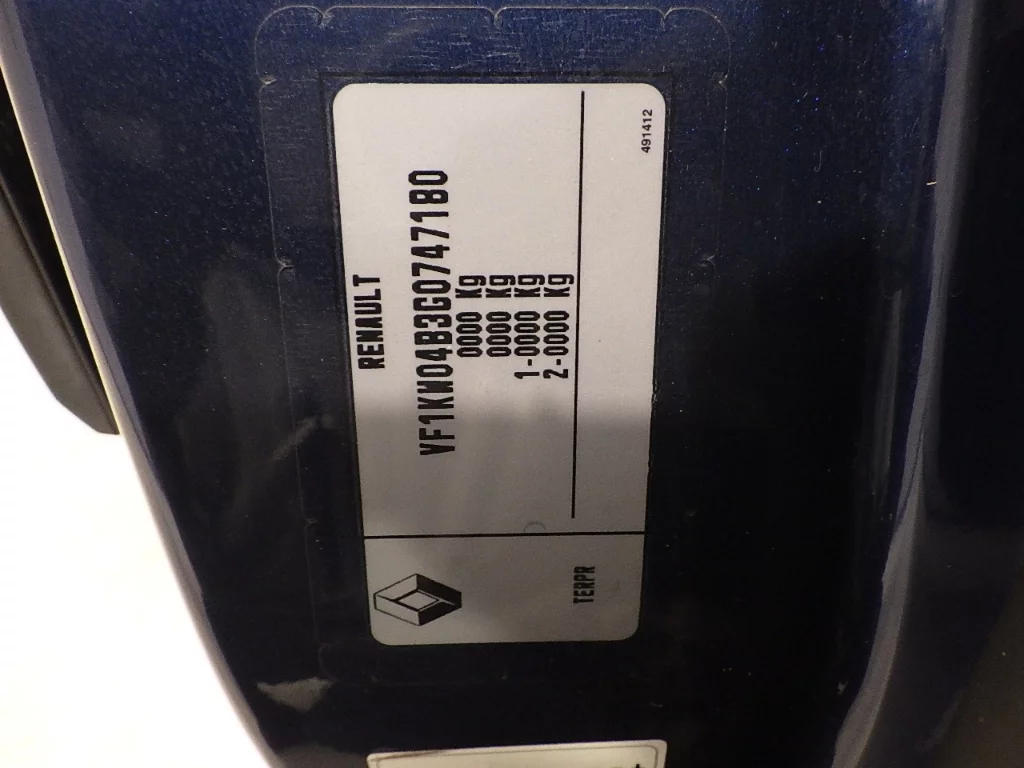 RENAULT
VF1KW04B3G0747180
0000 Kg
0000 Kg
1-0000 Kg
2-0000 Kg
TERPR
491412